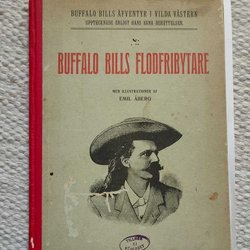 BUFFALO BILLS ÄFVENTYR I VILDA VÄSTERN
UPPTECKNADE ENLIGT HANS EGNA BERÄTTELSER.
BUFFALO BILLS FLODFRIBYTARE
MED ILLUSTRATIONER AF
EMIL ÅBERG